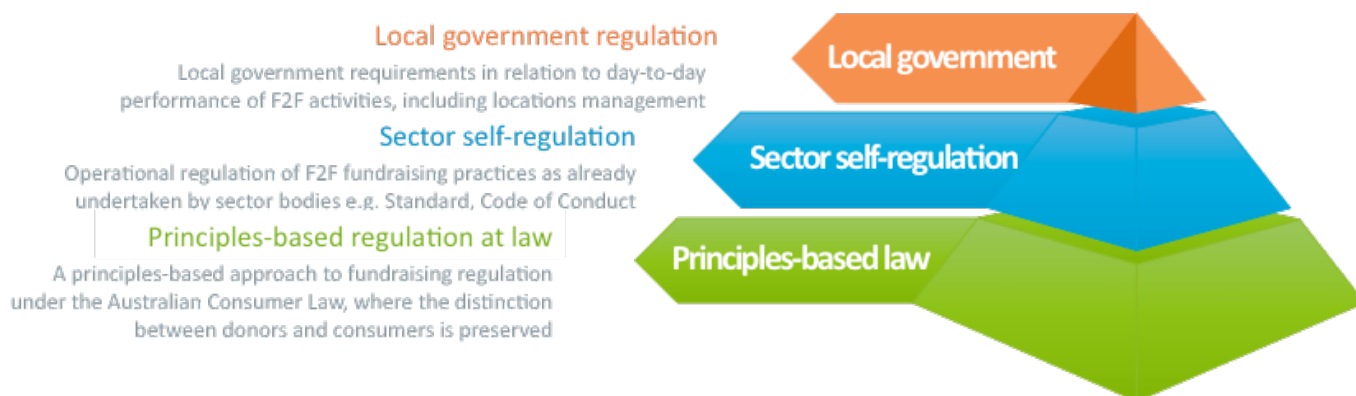 Local government regulation
Local government requirements in relation to day-to-day
performance of F2F activities, including locations management
Local government
Sector self-regulation
Operational regulation of F2F fundraising practices as already
undertaken by sector bodies e.g. Standard, Code of Conduct
Sector self-regulation
Principles-based regulation at law
A principles-based approach to fundraising regulation
under the Australian Consumer Law, where the distinction
between donors and consumers is preserved
Principles-based law